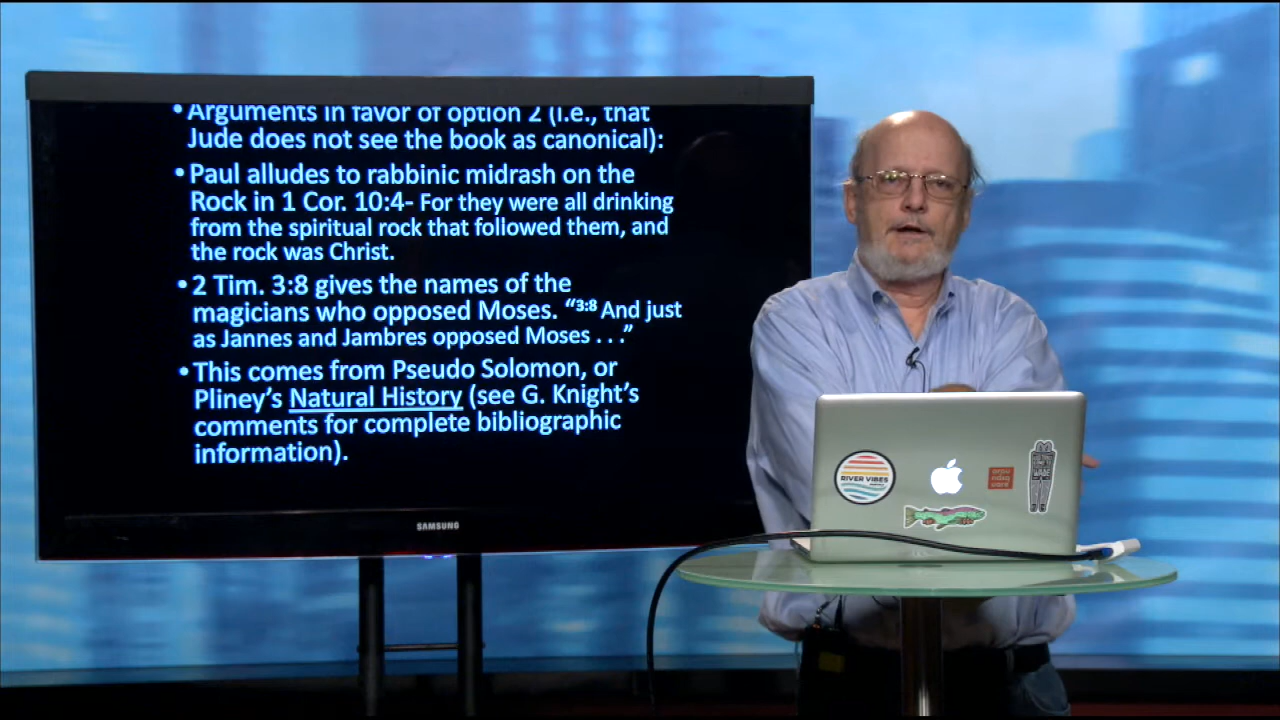 • Arguments in favor of option 2 (i.e., that
Jude does not see the book as canonical):
• Paul alludes to rabbinic midrash on the
Rock in 1 Cor. 10:4- For they were all drinking
from the spiritual rock that followed them, and
the rock was Christ.
• 2 Tim. 3:8 gives the names of the
magicians who opposed Moses. “3:8 And just
as Jannes and Jambres opposed Moses . . .”
• This comes from Pseudo Solomon, or
Pliney’s Natural History (see G. Knight’s
comments for complete bibliographic
information).
SAMSUNG
RIVER VIBES